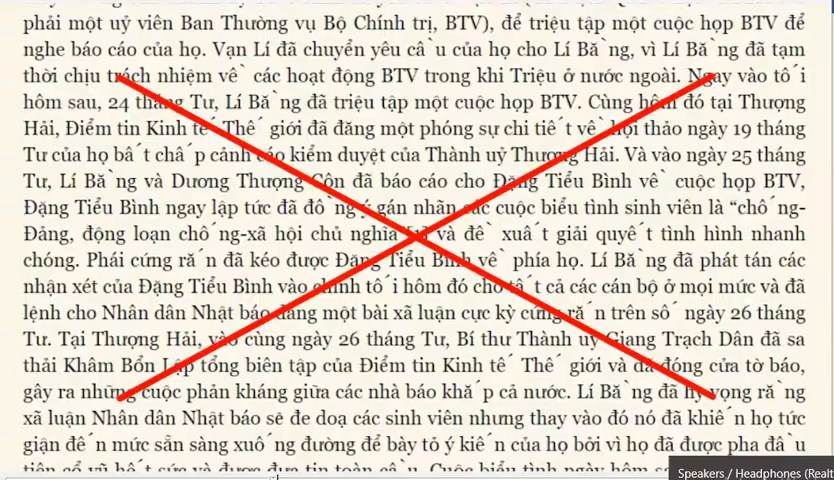 phải một uỷ viên Ban Thường vụ Bộ Chính trị, BTV), để triệu tập một cuộc họp BTV để
nghe báo cáo của họ. Vạn Lí đã chuyển yêu cầu của họ cho Lí Bằng, vì Lí Bằng đã tạm
thời chịu trách nhiệm về các hoạt động BTV trong khi Triệu ở nước ngoài. Ngay vào tối
hôm sau, 24 tháng Tư, Lí Bằng đã triệu tập một cuộc họp BTV. Cùng hôm đó tại Thượng
Hải, Điểm tin Kinh tế Thế giới đã đăng một phóng sự chi tiết về hội thảo ngày 19 tháng
Tư của họ bất chấp cảnh cáo kiểm duyệt của Thành uỷ Thượng Hải. Và vào ngày 25 tháng
Tư, Lí Bằng và Dương Thượng Côn đã báo cáo cho Đặng Tiểu Bình về cuộc họp BTV,
Đặng Tiểu Bình ngay lập tức đã đồng ý gán nhãn các cuộc biểu tình sinh viên là “chống-
Đảng, động loạn chống-xã hội chủ nghĩa và đề xuất giải quyết tình hình nhanh
chóng. Phái cứng rắn đã kéo được Đặng Tiểu Bình về phía họ. Lí Bằng đã phát tán các
nhận xét của Đặng Tiểu Bình vào chính tối hôm đó cho tất cả các cán bộ ở mọi mức và đã
lệnh cho Nhân dân Nhật báo đăng một bài xã luận cực kỳ cứng rắn trên số ngày 26 tháng
Tư. Tại Thượng Hải, vào cùng ngày 26 tháng Tư, Bí thư Thành uỷ Giang Trạch Dân đã sa
thải Khâm Bổn Lập tổng biên tập của Điểm tin Kinh tế Thế giới và đã đóng cửa tờ báo,
gây ra những cuộc phản kháng giữa các nhà báo khắp cả nước. Lí Bằng đã hy vọng rằng
xã luận Nhân dân Nhật báo sẽ đe doạ các sinh viên nhưng thay vào đó nó đã khiến họ tức
giận đến mức sẵn sàng xuống đường để bày tỏ ý kiến của họ bởi vì họ đã được pha đầu
tiên cổ vũ hết sức và được đưa tin toàn cầu. Cuộc biểu tình ngày hôm
Speakers / Headphones (Realt